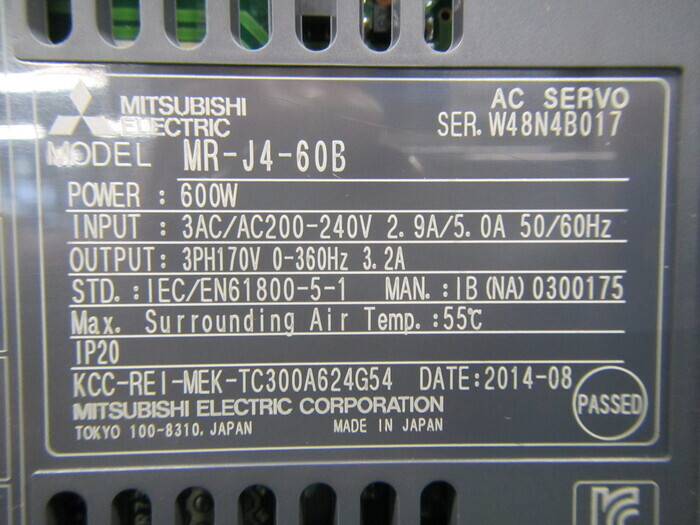 MITSUBISHI
ELECTRIC
AC SERVO
SER. W48N4B017
MODEL MR-J4-60B
POWER : 600W
INPUT : 3AC/AC200-240V 2.9A/5.0A 50/60Hz
OUTPUT: 3PH170V 0-360Hz 3.2A
STD. : IEC/EN61800-5-1 MAN. : IB (NA) 0300175
Max. Surrounding Air Temp. : 55℃
IP20
KCC-REI-MEK-TC300A624G54 DATE: 2014-08
MITSUBISHI ELECTRIC CORPORATION
PASSED
TOKYO 100-8310, JAPAN MADE IN JAPAN